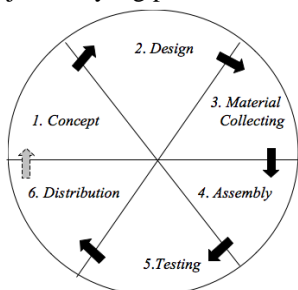 2. Design
3. Material
Collecting
1. Concept
6. Distribution
4. Assembly
5.Testing